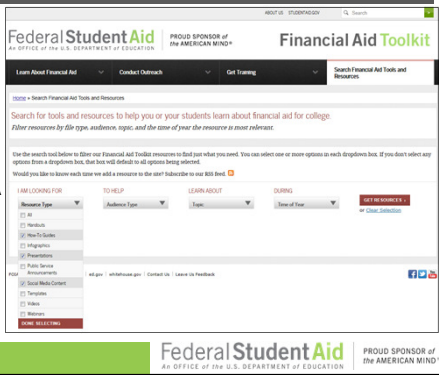 ABOUT US STUDENTAID.GOV Search
Federal Student Aid
An OFFICE of the U.S. DEPARTMENT of EDUCATION
PROUD SPONSOR of
the AMERICAN MIND®
Financial Aid Toolkit
Learn About Financial Aid
Conduct Outreach
Get Training
Search Financial Aid Tools and
Resources
Home » Search Financial Aid Tools and Resources
Search for tools and resources to help you or your students learn about financial aid for college.
Filter resources by file type, audience, topic, and the time of year the resource is most relevant.
Use the search tool below to filter our Financial Aid Toolkit resources to find just what you need. You can select one or more options in each dropdown box. If you don't select any
options from a dropdown box, that box will default to all options being selected.
Would you like to know each time we add a resource to the site? Subscribe to our RSS feed.
I AM LOOKING FOR TO HELP LEARN ABOUT DURING
Resource Type Audience Type Topic Time of Year
GET RESOURCES ›
or Clear Selection
All
Handouts
How-To Guides
Infographics
Presentations
Public Service
Announcements
Social Media Content
Templates
Videos
Webinars
DONE SELECTING
ed.gov | whitehouse.gov | Contact Us | Leave Us Feedback
Federal Student Aid
An OFFICE of the U.S. DEPARTMENT of EDUCATION
PROUD SPONSOR of
the AMERICAN MIND®